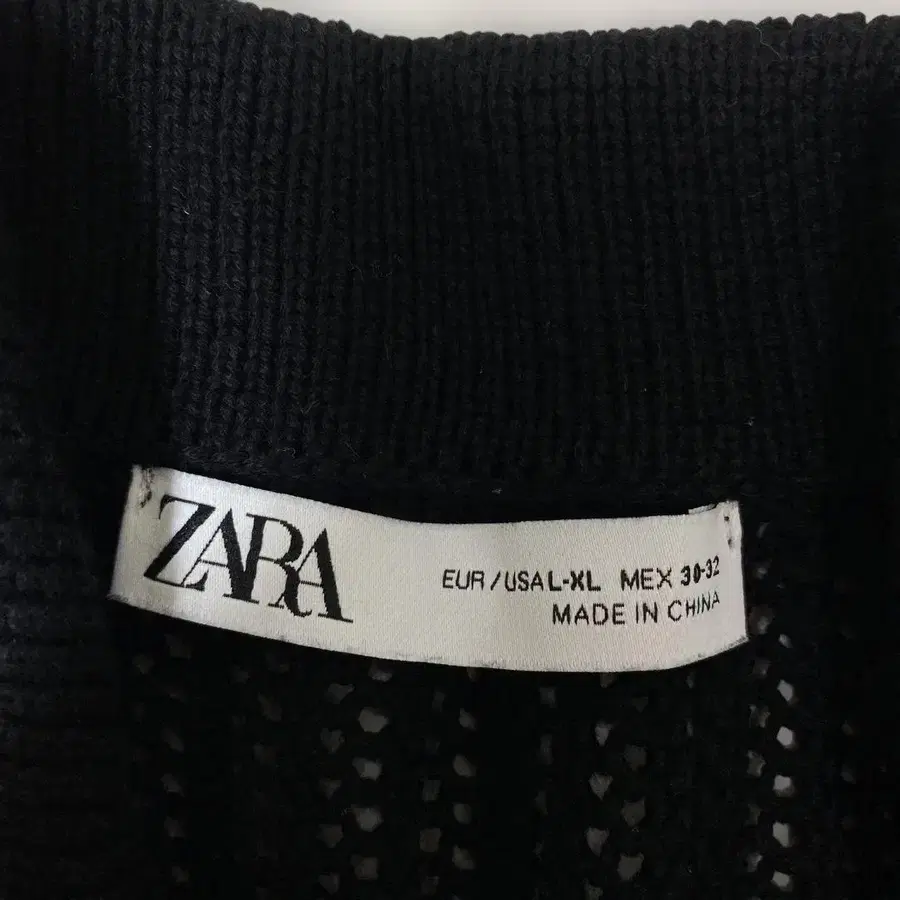 ZARA
EUR/USA L-XL MEX 30-32
MADE IN CHINA